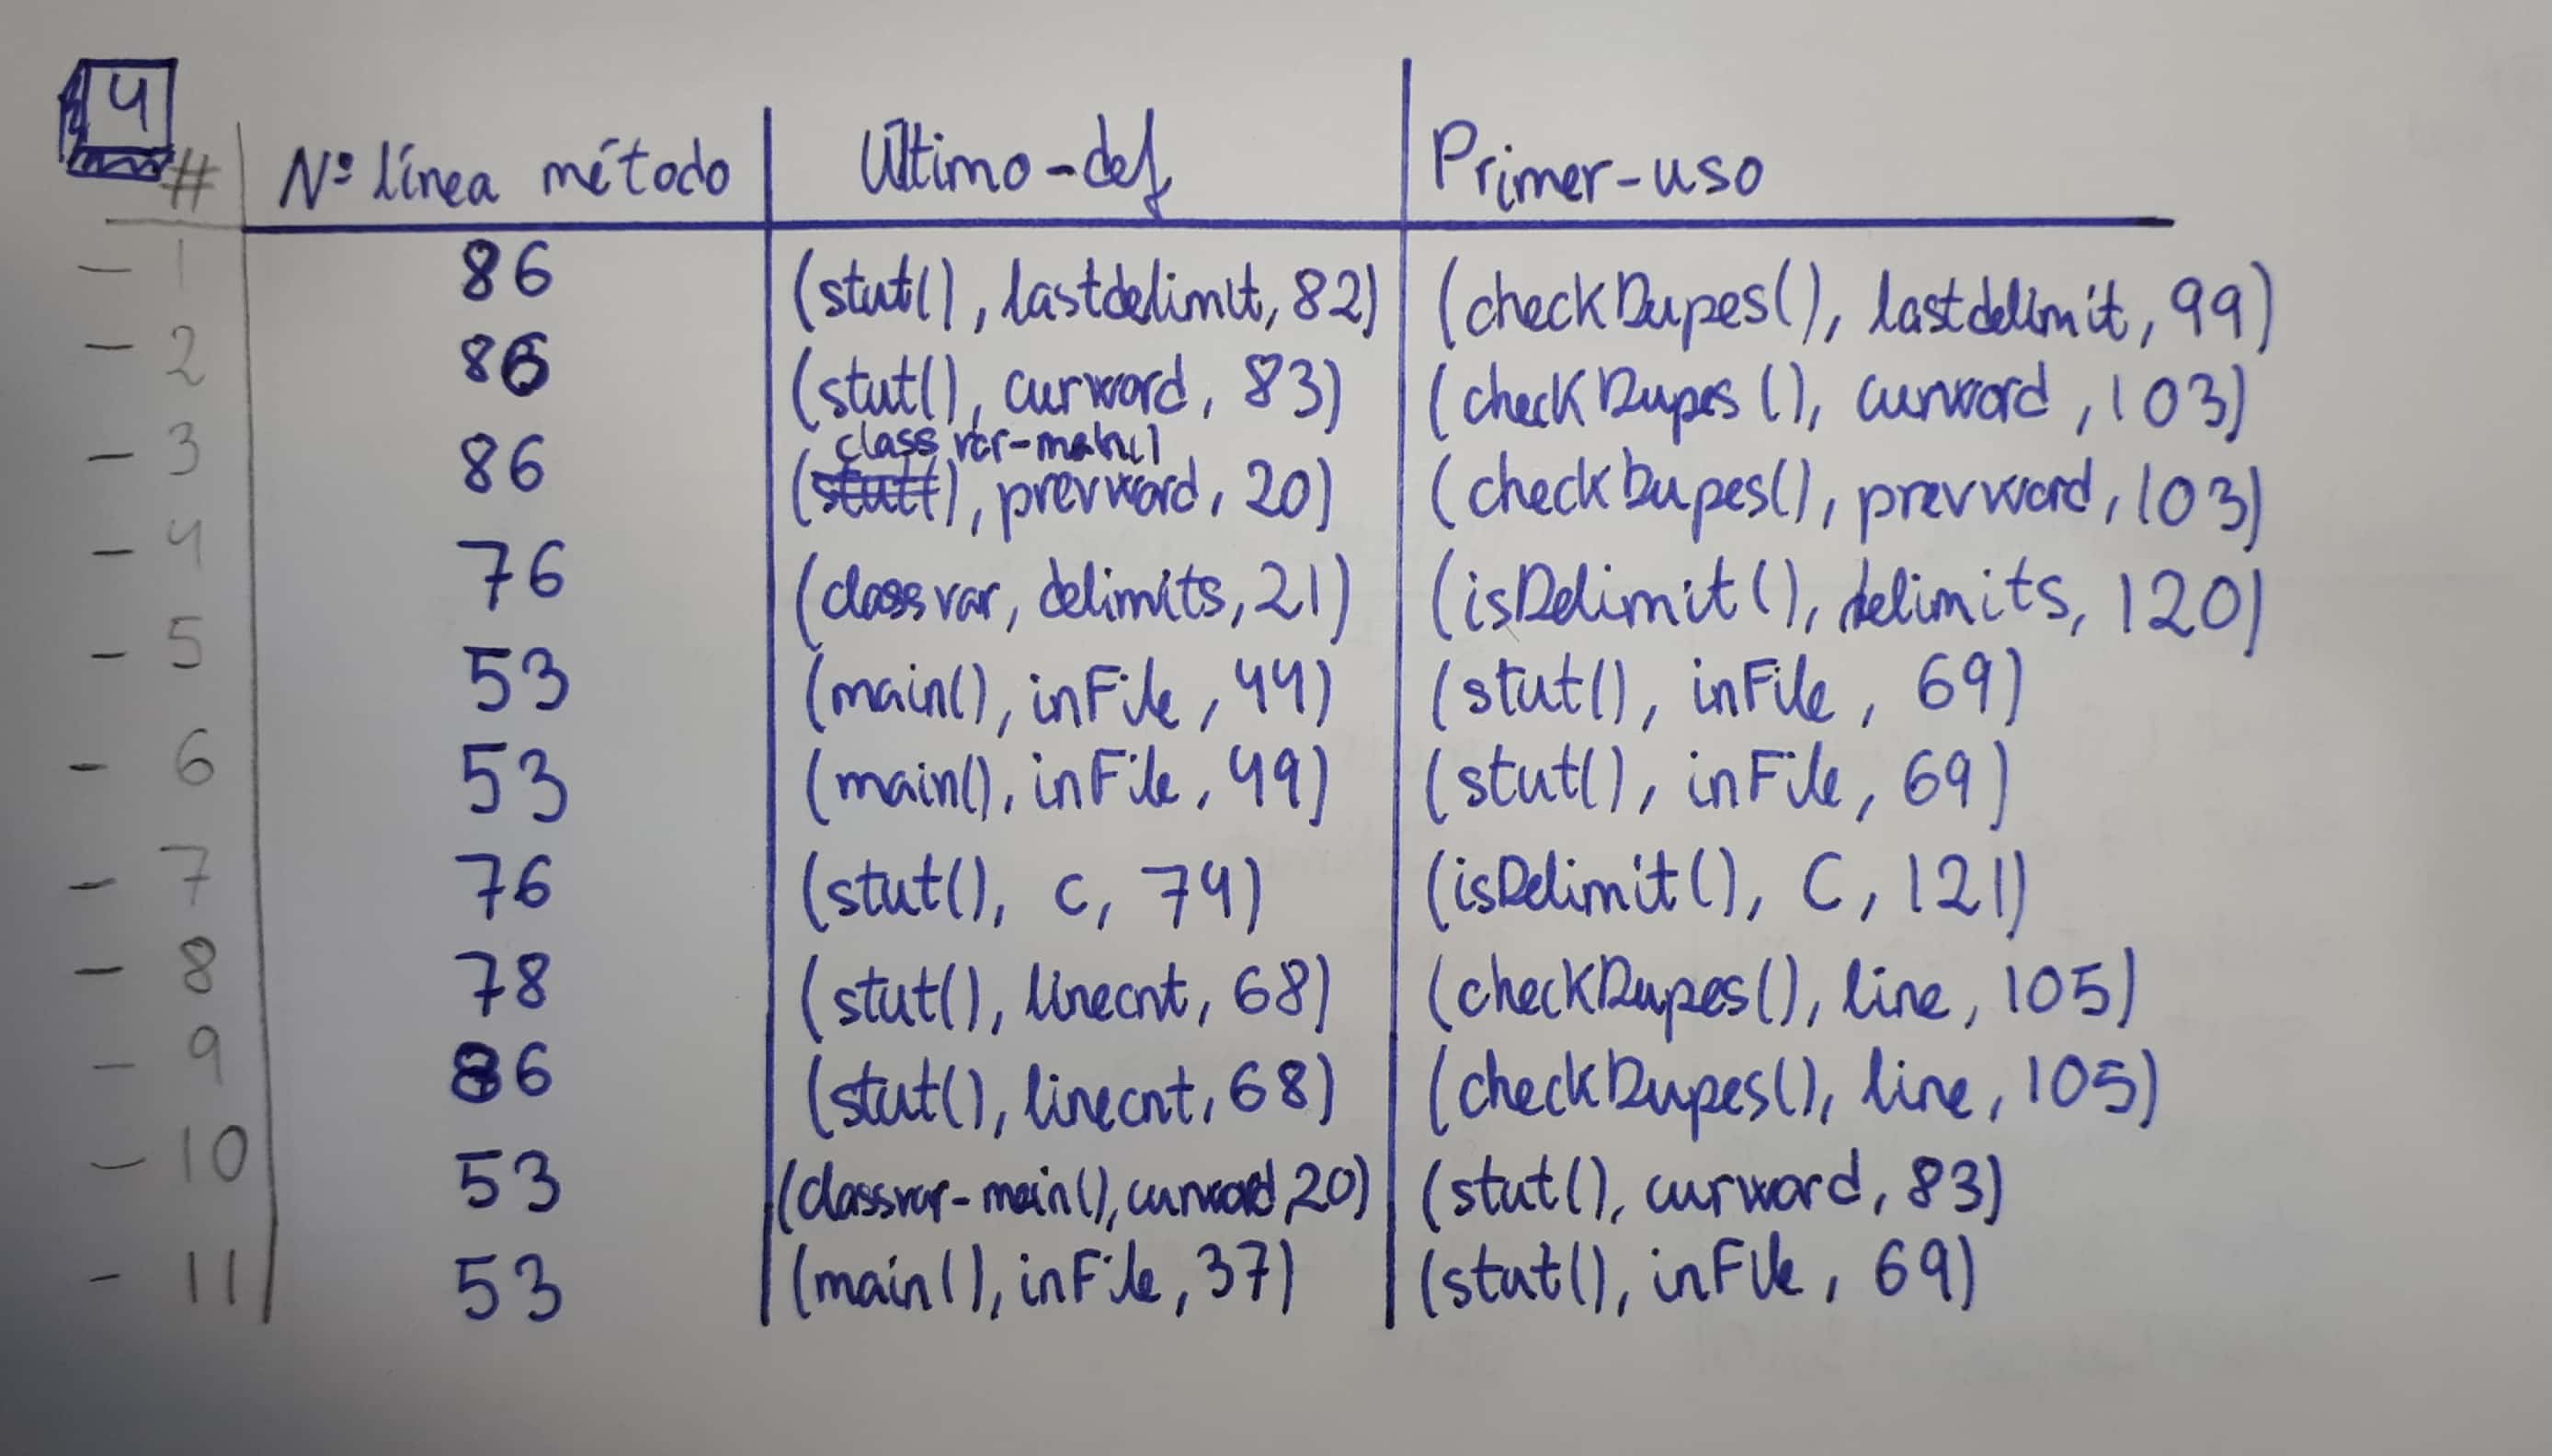 4
# Nº línea método Último-def Primer-uso
- 1 86 (stut(), lastdelimit, 82) (checkDupes(), lastdelimit, 99)
- 2 86 (stut(), curword, 83) (checkDupes(), curword, 103)
class var-main()
- 3 86 (stut(), prevword, 20) (checkDupes(), prevword, 103)
- 4 76 (classvar, delimits, 21) (isDelimit(), delimits, 120)
- 5 53 (main(), inFile, 44) (stut(), inFile, 69)
- 6 53 (main(), inFile, 49) (stut(), inFile, 69)
- 7 76 (stut(), c, 74) (isDelimit(), C, 121)
- 8 78 (stut(), linecnt, 68) (checkDupes(), line, 105)
- 9 86 (stut(), linecnt, 68) (checkDupes(), line, 105)
- 10 53 (classvar-main(), curword, 20) (stut(), curword, 83)
- 11 53 (main(), inFile, 37) (stut(), inFile, 69)